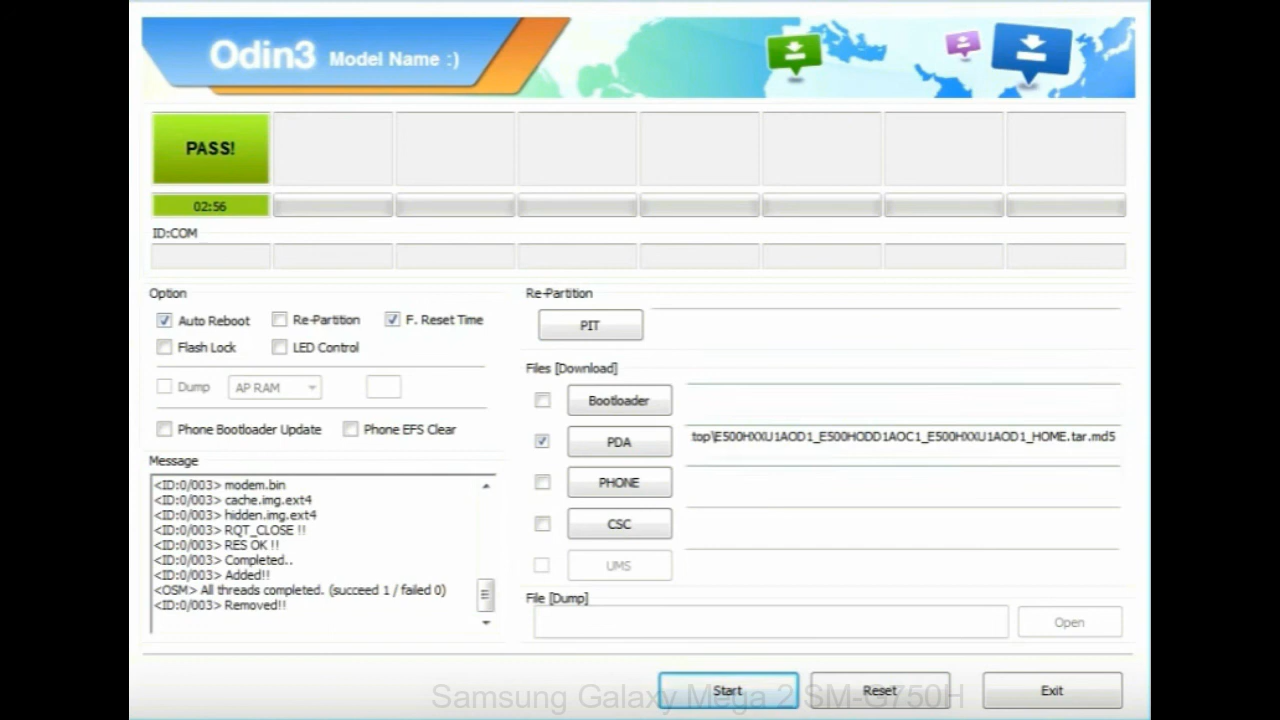 Odin3 Model Name :)
PASS!
02:56
ID:COM
Option
Auto Reboot Re-Partition F. Reset Time
Flash Lock LED Control
Dump AP RAM
Phone Bootloader Update Phone EFS Clear
Message
<ID:0/003> modem.bin
<ID:0/003> cache.img.ext4
<ID:0/003> hidden.img.ext4
<ID:0/003> RQT_CLOSE !!
<ID:0/003> RES OK !!
<ID:0/003> Completed..
<ID:0/003> Added!!
<OSM> All threads completed. (succeed 1 / failed 0)
<ID:0/003> Removed!!
Re-Partition
PIT
Files [Download]
Bootloader
PDA top\E500HXXU1AOD1_E500HODD1AOC1_E500HXXU1AOD1_HOME.tar.md5
PHONE
CSC
UMS
File [Dump]
Open
Start Reset Exit
Samsung Galaxy Mega 2 SM-G750H